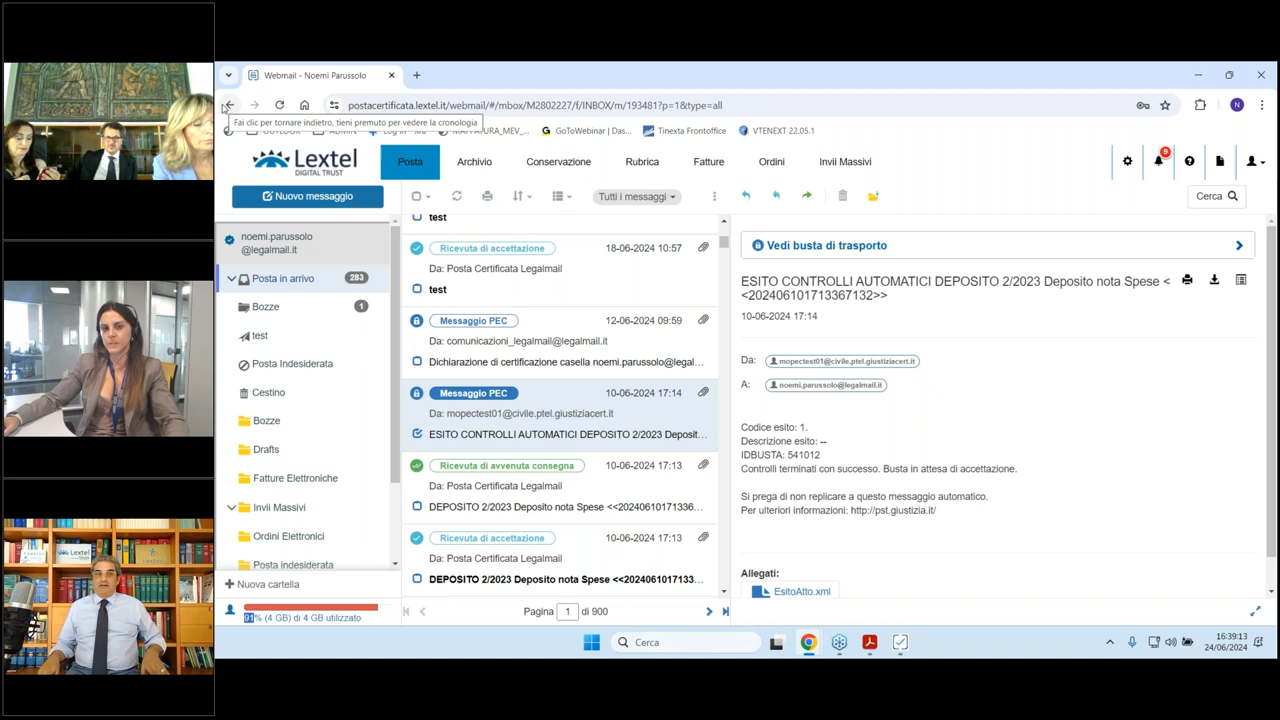 Webmail - Noemi Parussolo
postacertificata.lextel.it/webmail/#/mbox/M2802227/f/INBOX/m/193481?p=1&type=all
N
Fai clic per tornare indietro, tieni premuto per vedere la cronologia
GoToWebinar | Das...
Tinexta Frontoffice
VTENEXT 22.05.1
Lextel
DIGITAL TRUST
Posta
Archivio
Conservazione
Rubrica
Fatture
Ordini
Invii Massivi
9
Nuovo messaggio
Tutti i messaggi
Cerca
noemi.parussolo
@legalmail.it
Posta in arrivo
283
Bozze
1
test
Posta Indesiderata
Cestino
Bozze
Drafts
Fatture Elettroniche
Invii Massivi
Ordini Elettronici
Posta indesiderata
Nuova cartella
91% (4 GB) di 4 GB utilizzato
test
Ricevuta di accettazione
18-06-2024 10:57
Da: Posta Certificata Legalmail
test
Messaggio PEC
12-06-2024 09:59
Da: comunicazioni_legalmail@legalmail.it
Dichiarazione di certificazione casella noemi.parussolo@legal...
Messaggio PEC
10-06-2024 17:14
Da: mopectest01@civile.ptel.giustiziacert.it
ESITO CONTROLLI AUTOMATICI DEPOSITO 2/2023 Deposit...
Ricevuta di avvenuta consegna
10-06-2024 17:13
Da: Posta Certificata Legalmail
DEPOSITO 2/2023 Deposito nota Spese <<2024061017136...
Ricevuta di accettazione
10-06-2024 17:13
Da: Posta Certificata Legalmail
DEPOSITO 2/2023 Deposito nota Spese <<2024061017133...
Pagina 1 di 900
Vedi busta di trasporto
ESITO CONTROLLI AUTOMATICI DEPOSITO 2/2023 Deposito nota Spese <
<202406101713367132>>
10-06-2024 17:14
Da: mopectest01@civile.ptel.giustiziacert.it
A: noemi.parussolo@legalmail.it
Codice esito: 1.
Descrizione esito: --
IDBUSTA: 541012
Controlli terminati con successo. Busta in attesa di accettazione.
Si prega di non replicare a questo messaggio automatico.
Per ulteriori informazioni: http://pst.giustizia.it/
Allegati:
EsitoAtto.xml
Cerca
16:39:13
24/06/2024
Lextel